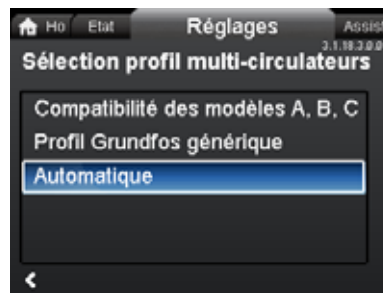 Ho Etat Réglages Assis
3.1.18.3.0.0
Sélection profil multi-circulateurs
Compatibilité des modèles A, B, C
Profil Grundfos générique
Automatique